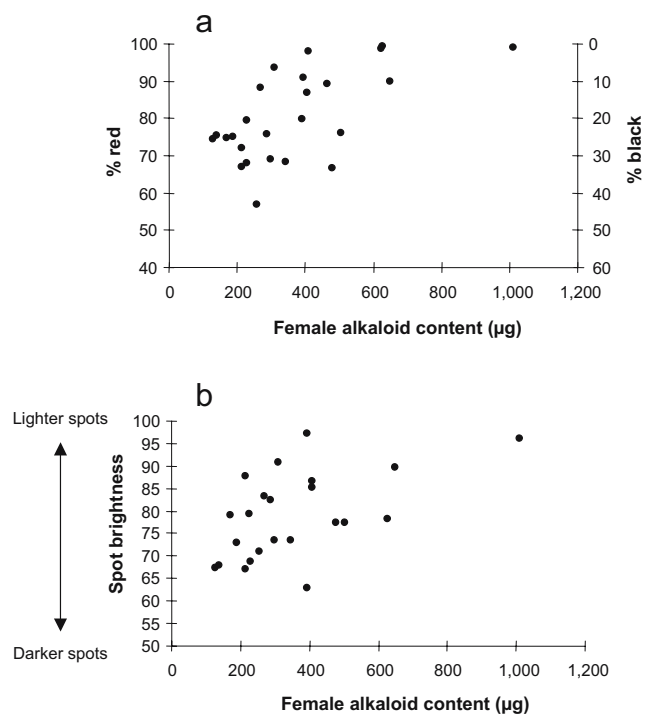 a
100
90
80
70
60
50
40
% red
0
10
20
30
40
50
60
% black
0 200 400 600 800 1,000 1,200
Female alkaloid content (µg)
b
Lighter spots
Darker spots
100
95
90
85
80
75
70
65
60
55
50
Spot brightness
0 200 400 600 800 1,000 1,200
Female alkaloid content (µg)